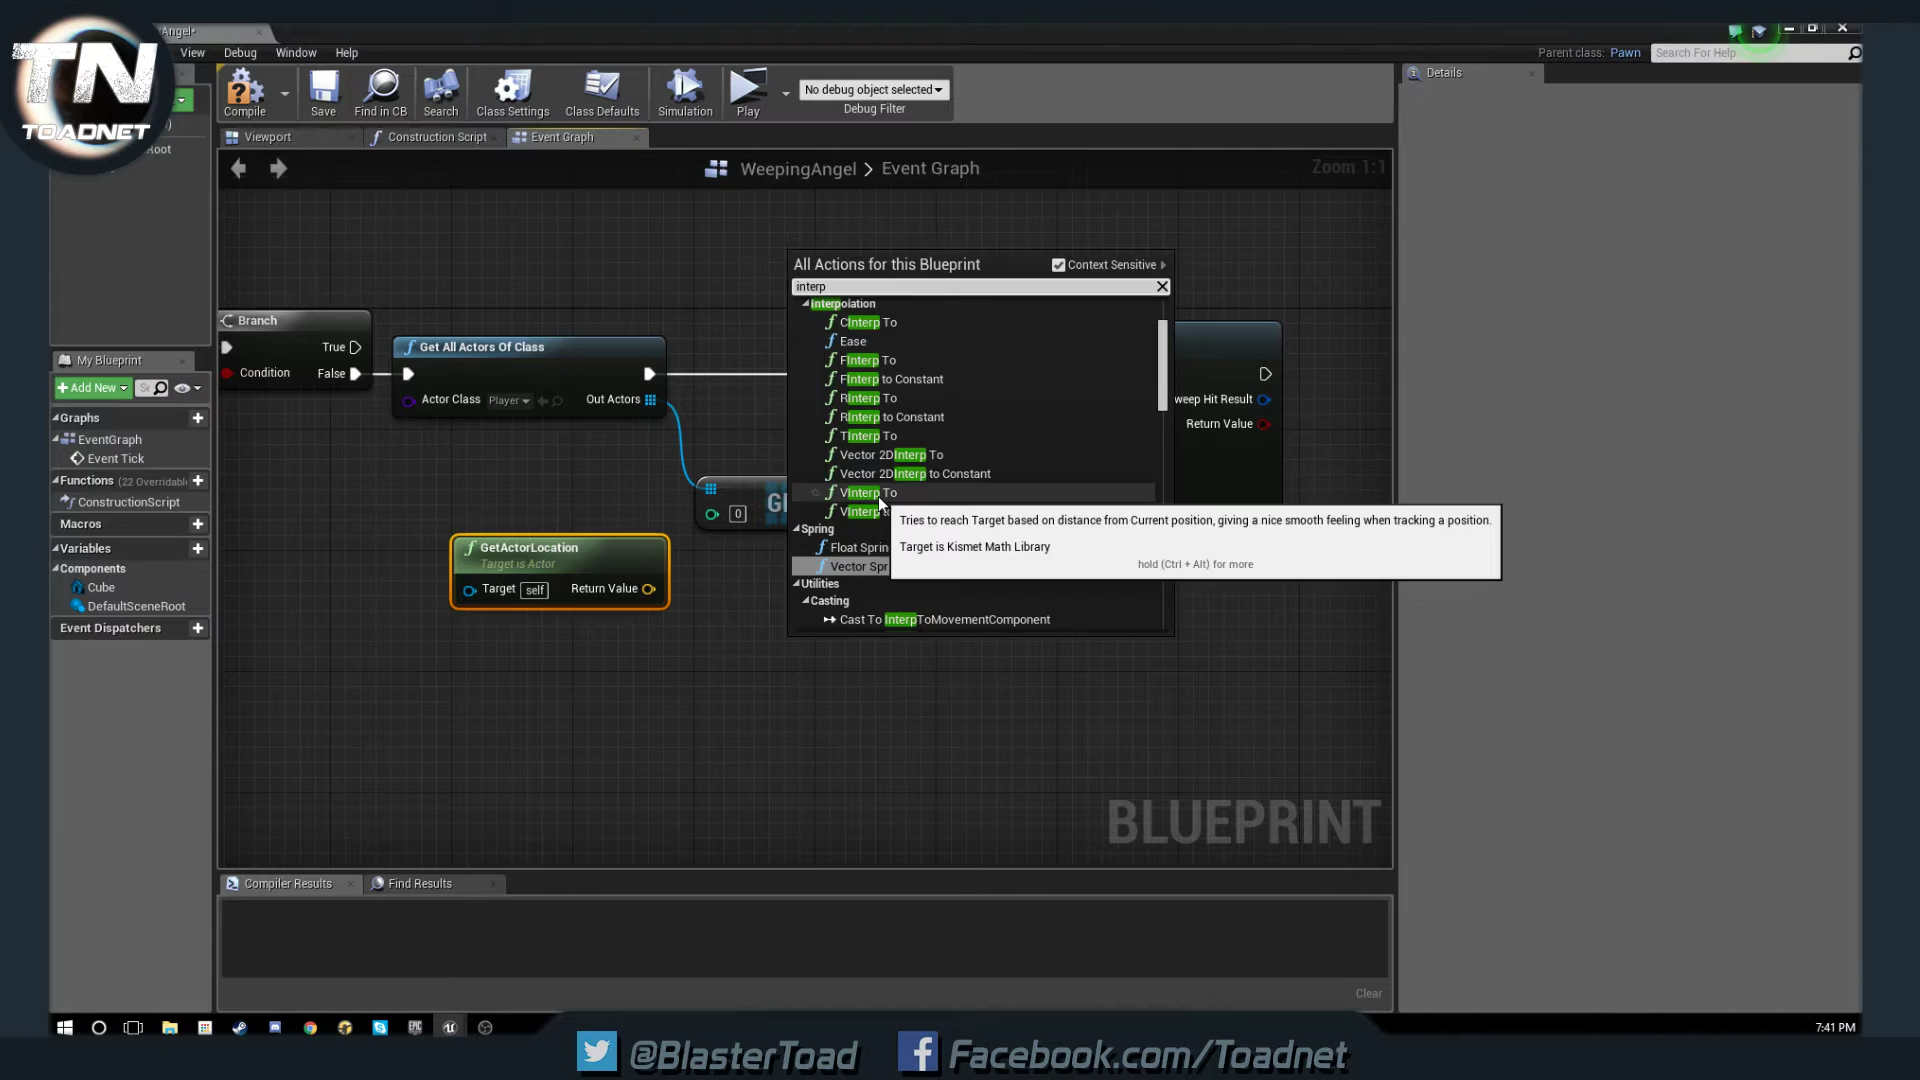 Angel*
View Debug Window Help
Parent class: Pawn Search For Help
TN
TOADNET
Compile Save Find in CB Search Class Settings Class Defaults Simulation Play
No debug object selected
Debug Filter
Details
Viewport Construction Script Event Graph
Root
WeepingAngel > Event Graph
Zoom 1:1
All Actions for this Blueprint Context Sensitive
interp
Interpolation
CInterp To
Ease
FInterp To
FInterp to Constant
RInterp To
RInterp to Constant
TInterp To
Vector 2DInterp To
Vector 2DInterp to Constant
VInterp To
VInterp
Spring
Float Sprin
Vector Spr
Utilities
Casting
Cast To InterpToMovementComponent
Tries to reach Target based on distance from Current position, giving a nice smooth feeling when tracking a position.
Target is Kismet Math Library
hold (Ctrl + Alt) for more
Branch
True
Condition False
Get All Actors Of Class
Actor Class Player Out Actors
0
GetActorLocation
Target is Actor
Target self Return Value
weep Hit Result
Return Value
My Blueprint
+Add New
Graphs
EventGraph
Event Tick
Functions (22 Overridable
ConstructionScript
Macros
Variables
Components
Cube
DefaultSceneRoot
Event Dispatchers
BLUEPRINT
Compiler Results Find Results
Clear
EPIC
7:41 PM
@BlasterToad Facebook.com/Toadnet